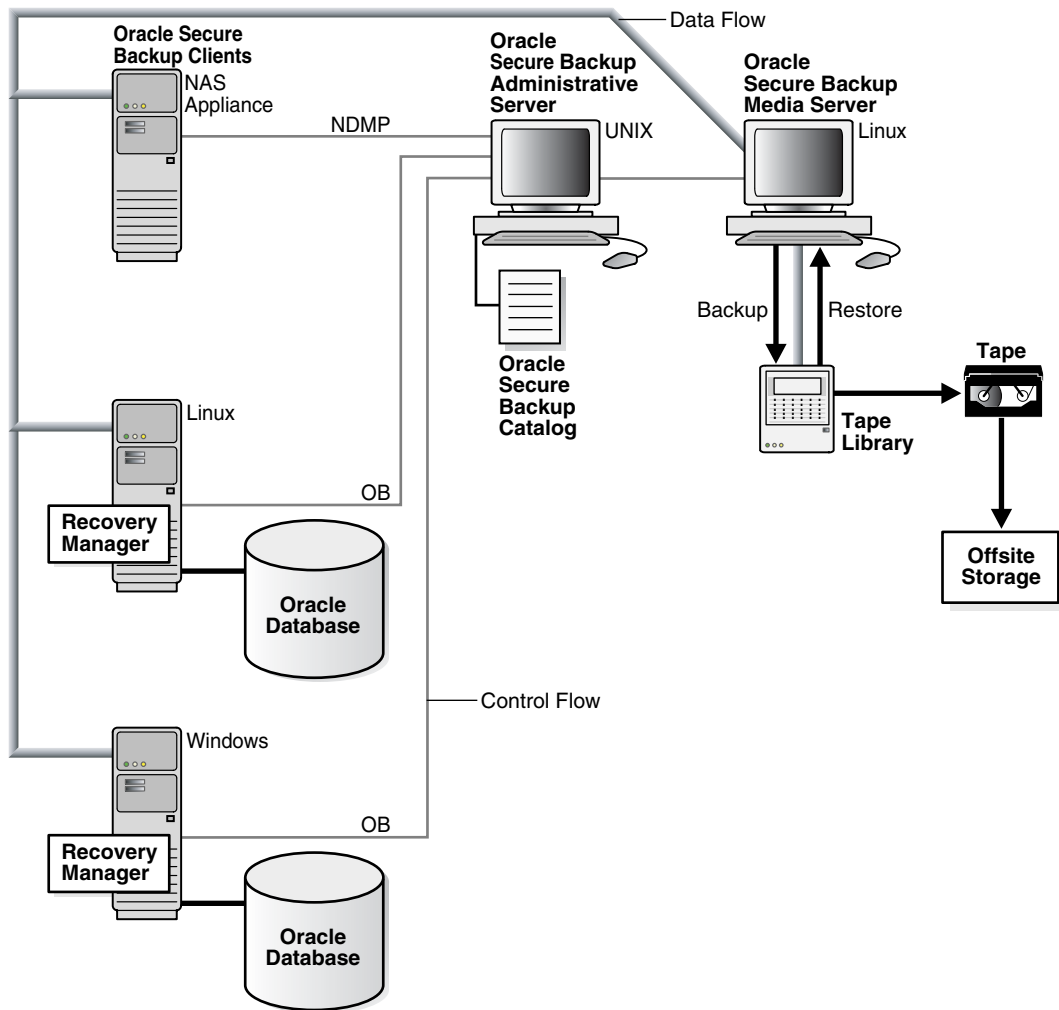 Data Flow
Oracle Secure
Backup Clients
NAS
Appliance
NDMP
Oracle
Secure Backup
Administrative
Server
UNIX
Oracle
Secure Backup
Media Server
Linux
Backup
Restore
Oracle
Secure
Backup
Catalog
Tape
Library
Tape
Offsite
Storage
Linux
OB
Recovery
Manager
Oracle
Database
Control Flow
Windows
OB
Recovery
Manager
Oracle
Database